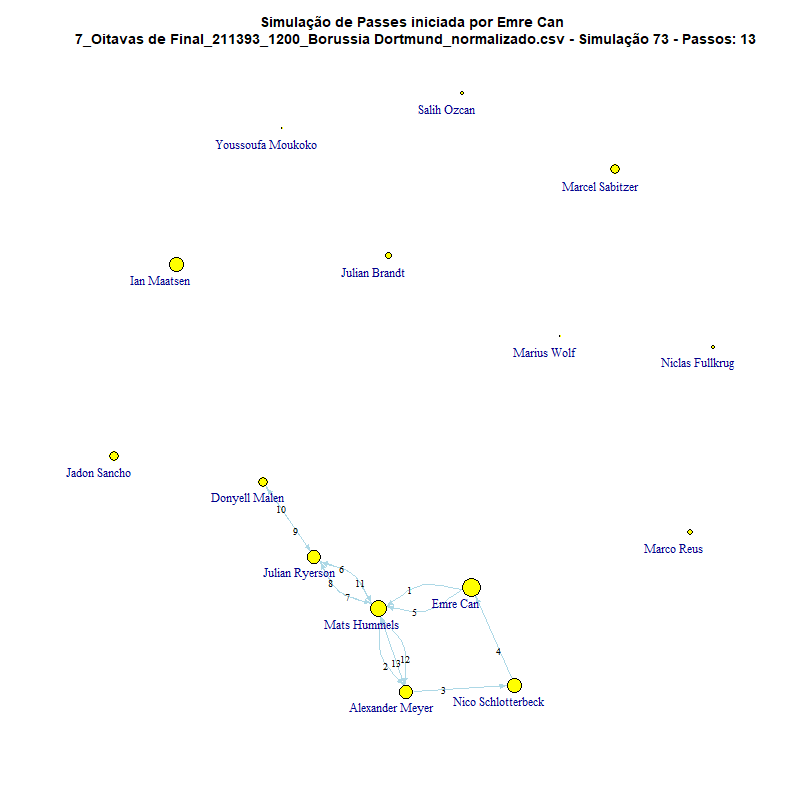 Simulação de Passes iniciada por Emre Can
7_Oitavas de Final_211393_1200_Borussia Dortmund_normalizado.csv - Simulação 73 - Passos: 13
Salih Ozcan
Youssoufa Moukoko
Marcel Sabitzer
Julian Brandt
Ian Maatsen
Marius Wolf
Niclas Fullkrug
Jadon Sancho
Donyell Malen
10
9
Marco Reus
6
Julian Ryerson
8
11
7
1
Emre Can
5
Mats Hummels
4
12
13
2
3
Nico Schlotterbeck
Alexander Meyer